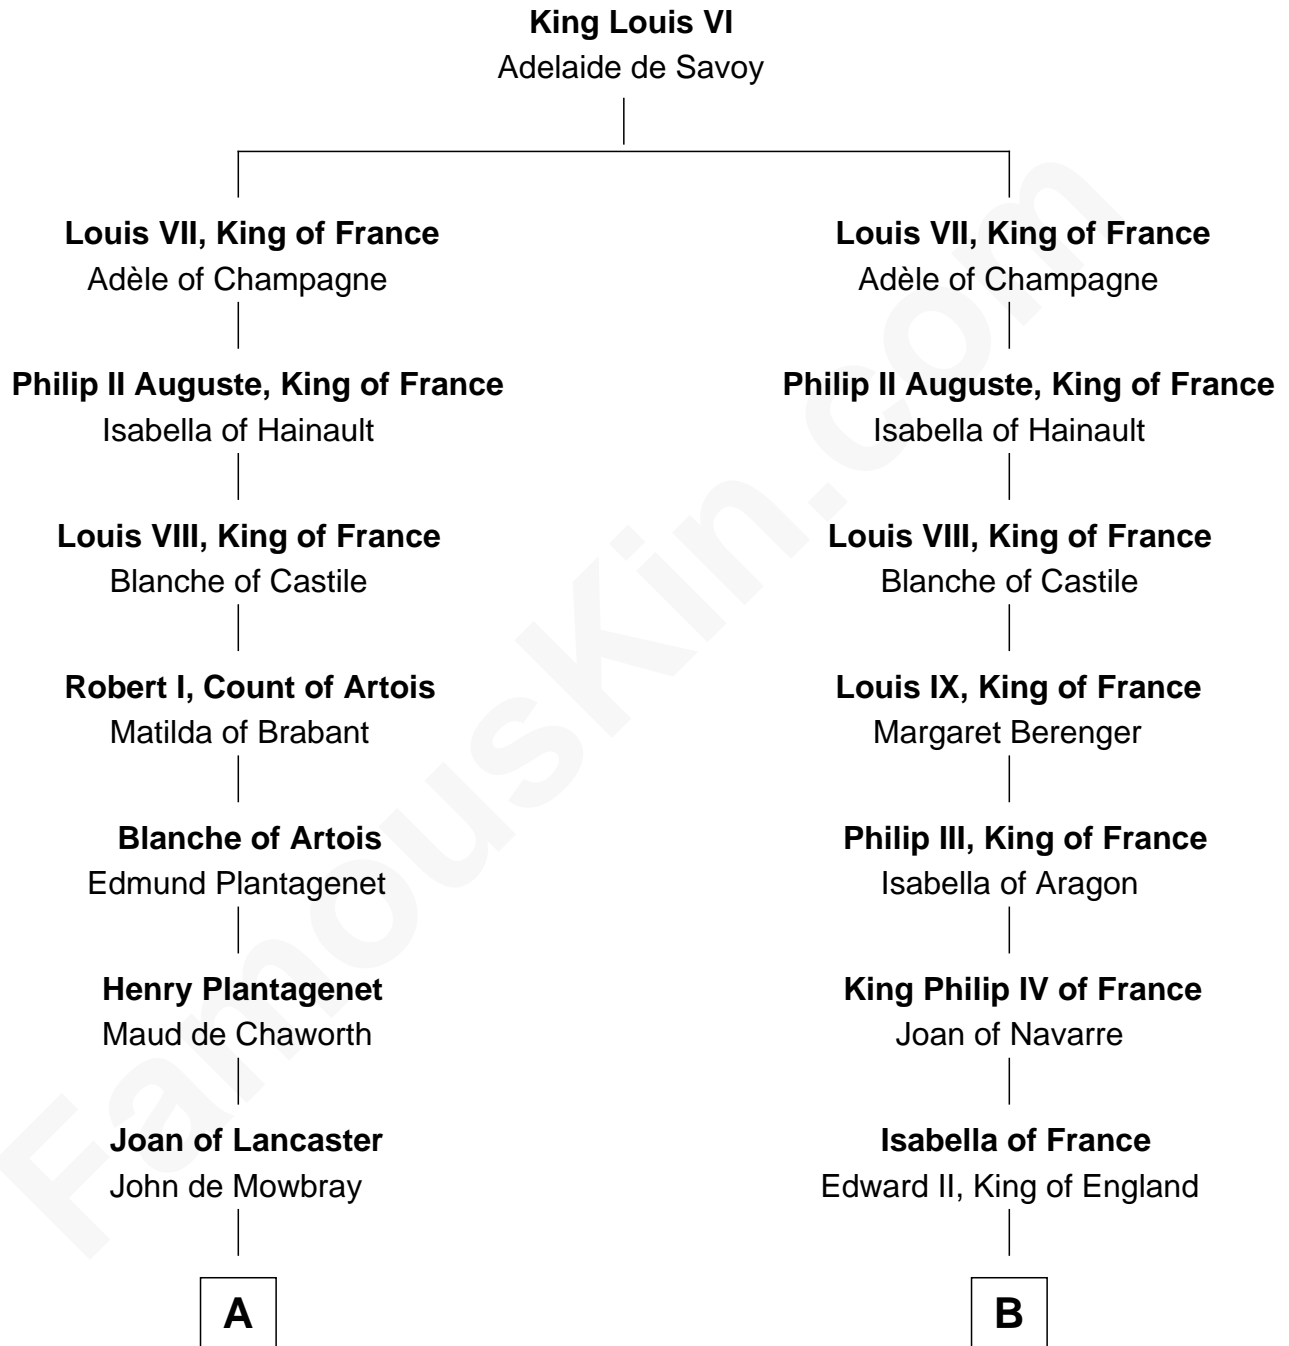 King Louis VI
Adelaide de Savoy
Louis VII, King of France
Adèle of Champagne
Philip II Auguste, King of France
Isabella of Hainault
Louis VIII, King of France
Blanche of Castile
Robert I, Count of Artois
Matilda of Brabant
Blanche of Artois
Edmund Plantagenet
Henry Plantagenet
Maud de Chaworth
Joan of Lancaster
John de Mowbray
A
Louis VII, King of France
Adèle of Champagne
Philip II Auguste, King of France
Isabella of Hainault
Louis VIII, King of France
Blanche of Castile
Louis IX, King of France
Margaret Berenger
Philip III, King of France
Isabella of Aragon
King Philip IV of France
Joan of Navarre
Isabella of France
Edward II, King of England
B
FamousKin.com